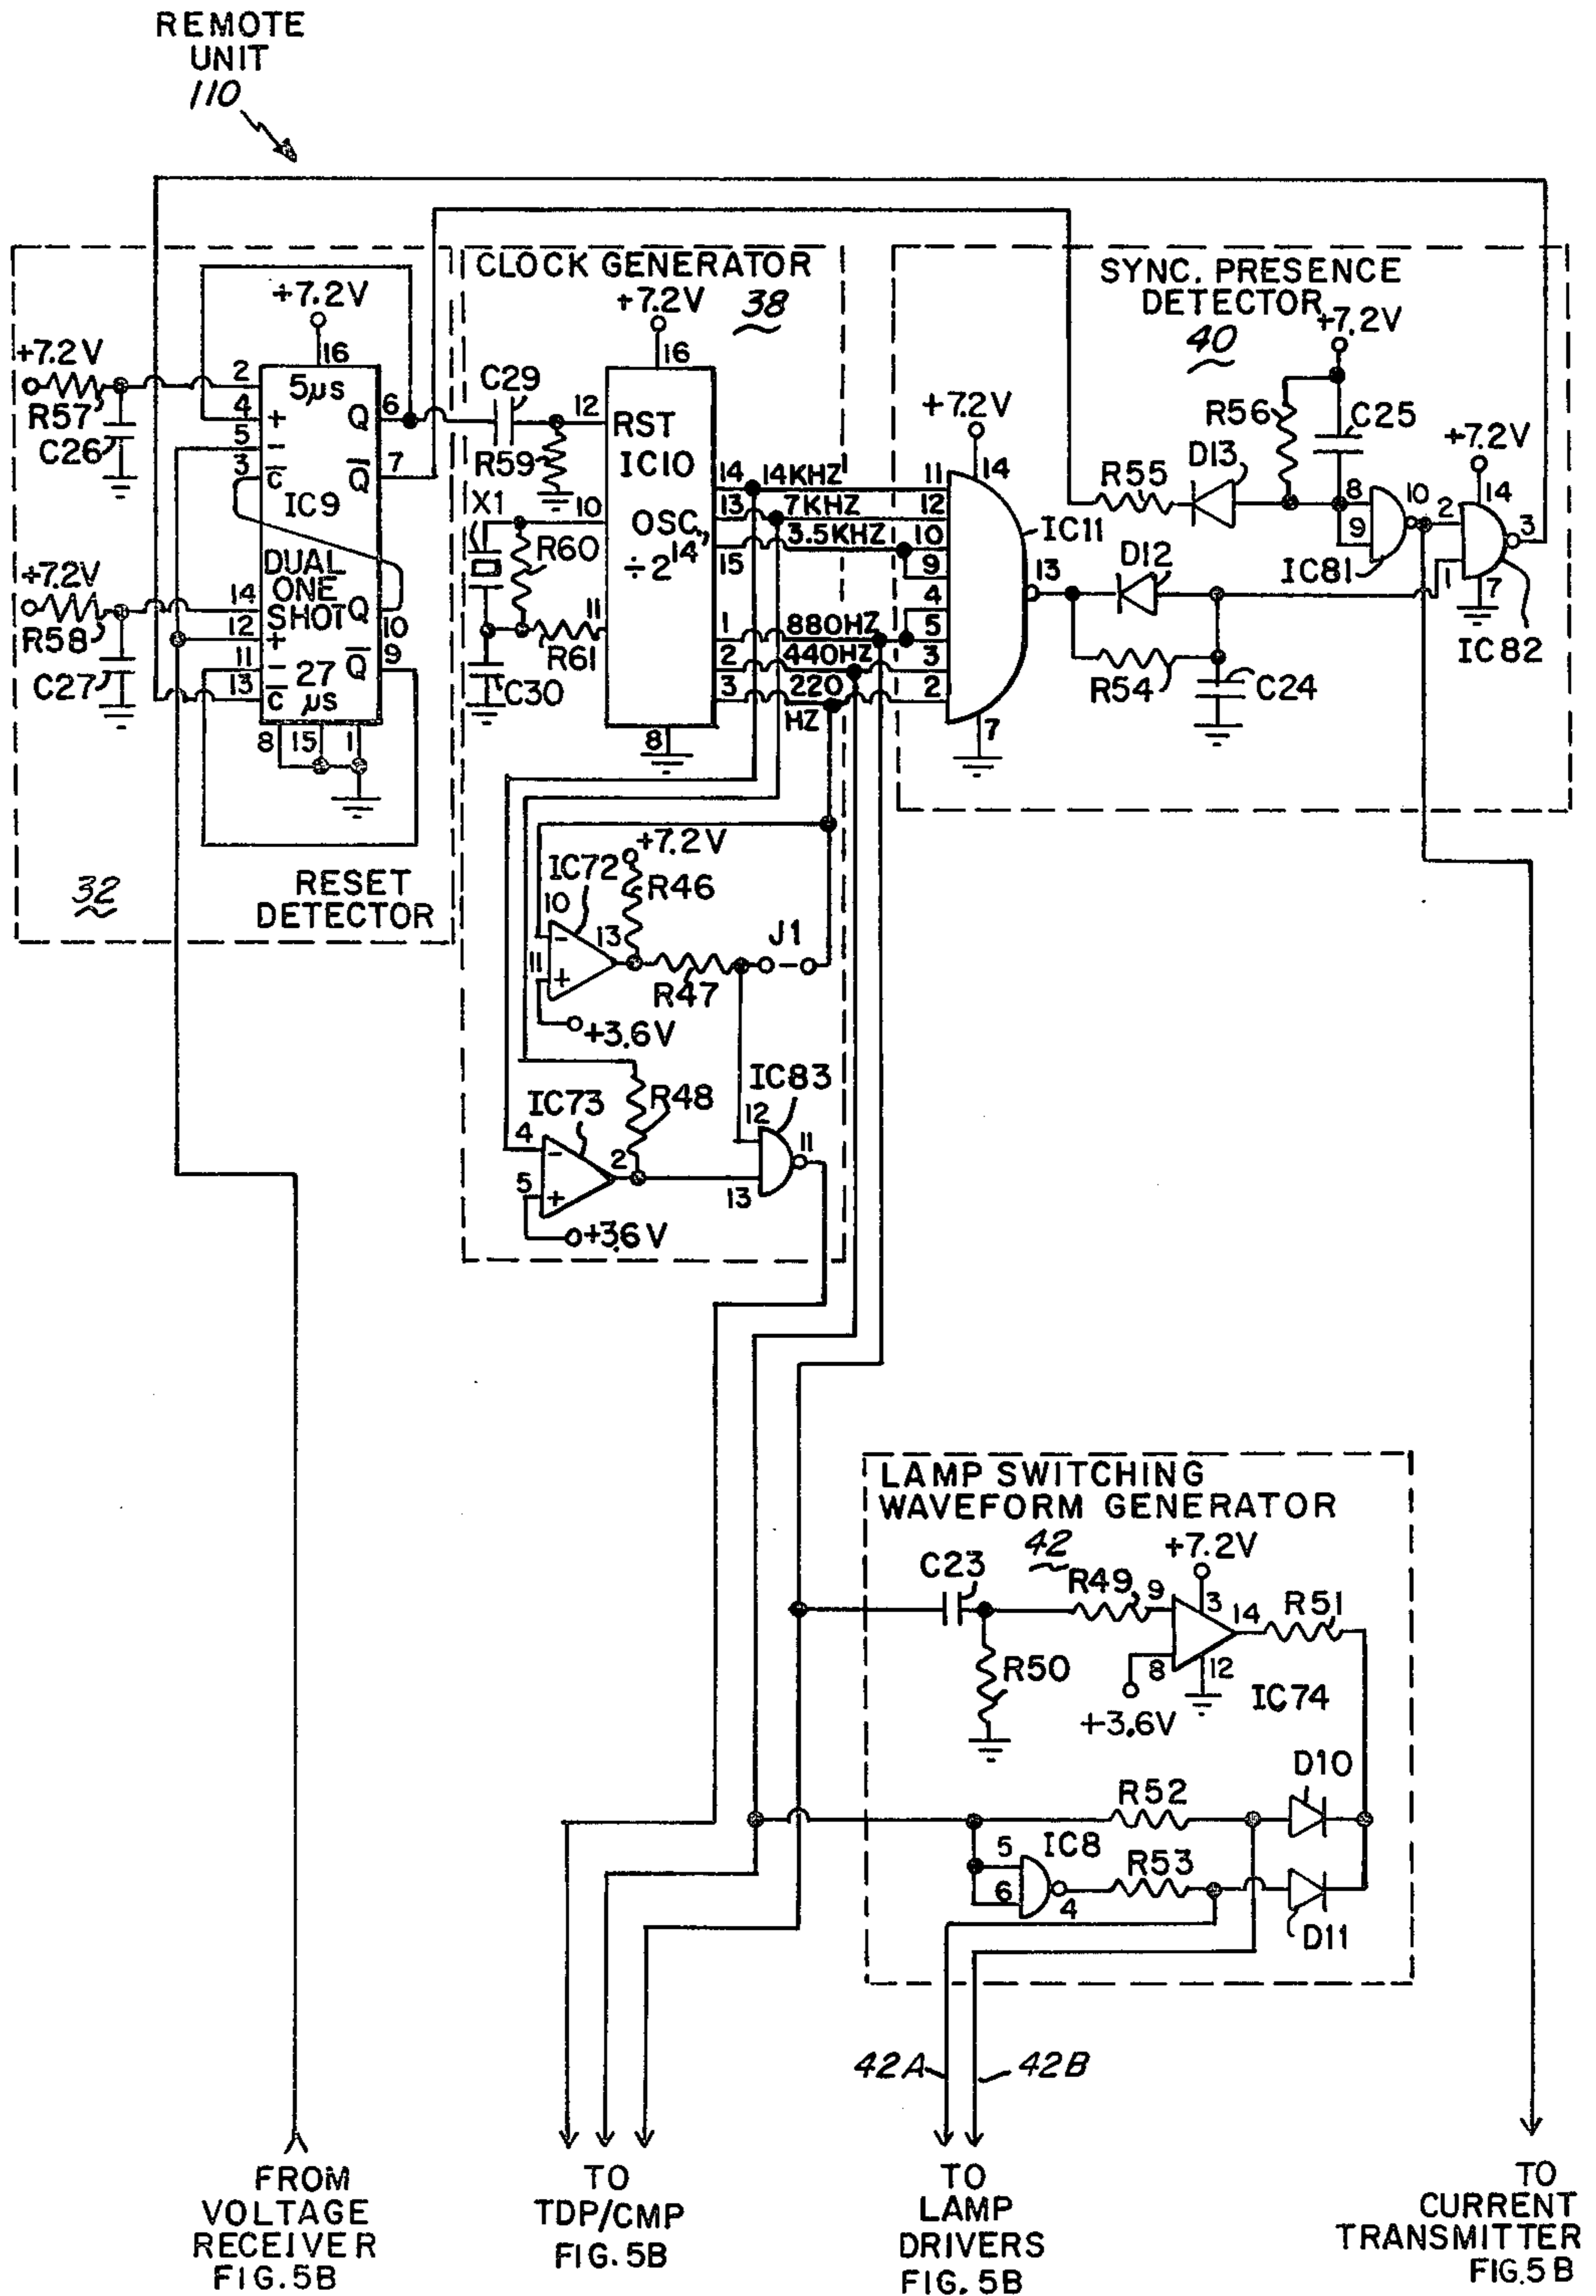 REMOTE
UNIT
110
CLOCK GENERATOR
38
+7.2V
SYNC. PRESENCE
DETECTOR
40
+7.2V
+7.2V
16
+7.2V
R57
C26
2
5µs
4
+
5
-
3
C̅
IC9
Q
6
Q̅
7
+7.2V
R58
C27
DUAL
ONE
SHOT
14
12
+
11
-
13
C̅
27
µs
Q
10
Q̅
9
8
15
1
32
RESET
DETECTOR
C29
R59
16
12
RST
IC10
OSC,
÷2¹⁴
X1
10
R60
11
R61
C30
8
14
14KHZ
13
7KHZ
15
3.5KHZ
1
880HZ
2
440HZ
3
220
HZ
+7.2V
14
11
12
10
9
4
5
3
2
IC11
13
7
R55
D13
R56
C25
8
9
10
IC81
+7.2V
14
2
1
3
7
IC82
D12
R54
C24
+7.2V
IC72
R46
10
-
13
11
+
R47
J1
+3.6V
IC83
IC73
R48
12
4
-
2
11
5
+
13
+3.6V
LAMP SWITCHING
WAVEFORM GENERATOR
42
+7.2V
C23
R49
9
3
14
R51
R50
8
12
IC74
+3.6V
D10
R52
5
IC8
R53
6
4
D11
42A
42B
FROM
VOLTAGE
RECEIVER
FIG.5B
TO
TDP/CMP
FIG.5B
TO
LAMP
DRIVERS
FIG.5B
TO
CURRENT
TRANSMITTER
FIG.5B